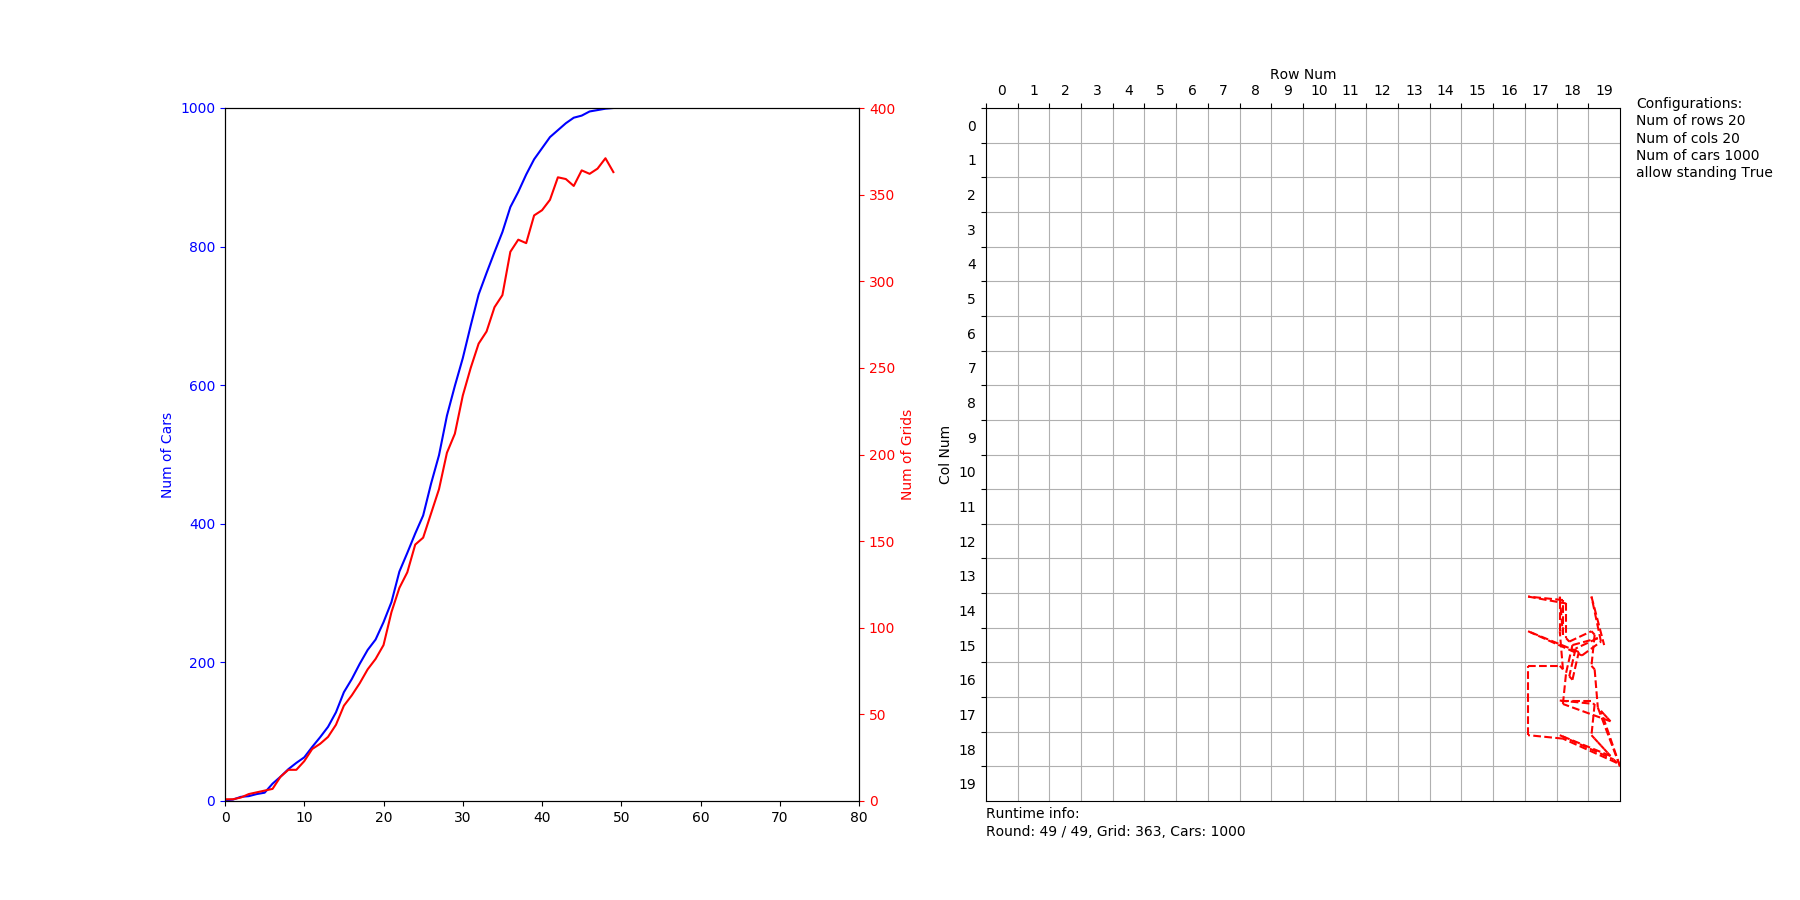 1000
800
600
400
200
0
Num of Cars
0 10 20 30 40 50 60 70 80
400
350
300
250
200
150
100
50
0
Num of Grids
Row Num
0 1 2 3 4 5 6 7 8 9 10 11 12 13 14 15 16 17 18 19
Col Num
0
1
2
3
4
5
6
7
8
9
10
11
12
13
14
15
16
17
18
19
Configurations:
Num of rows 20
Num of cols 20
Num of cars 1000
allow standing True
Runtime info:
Round: 49 / 49, Grid: 363, Cars: 1000